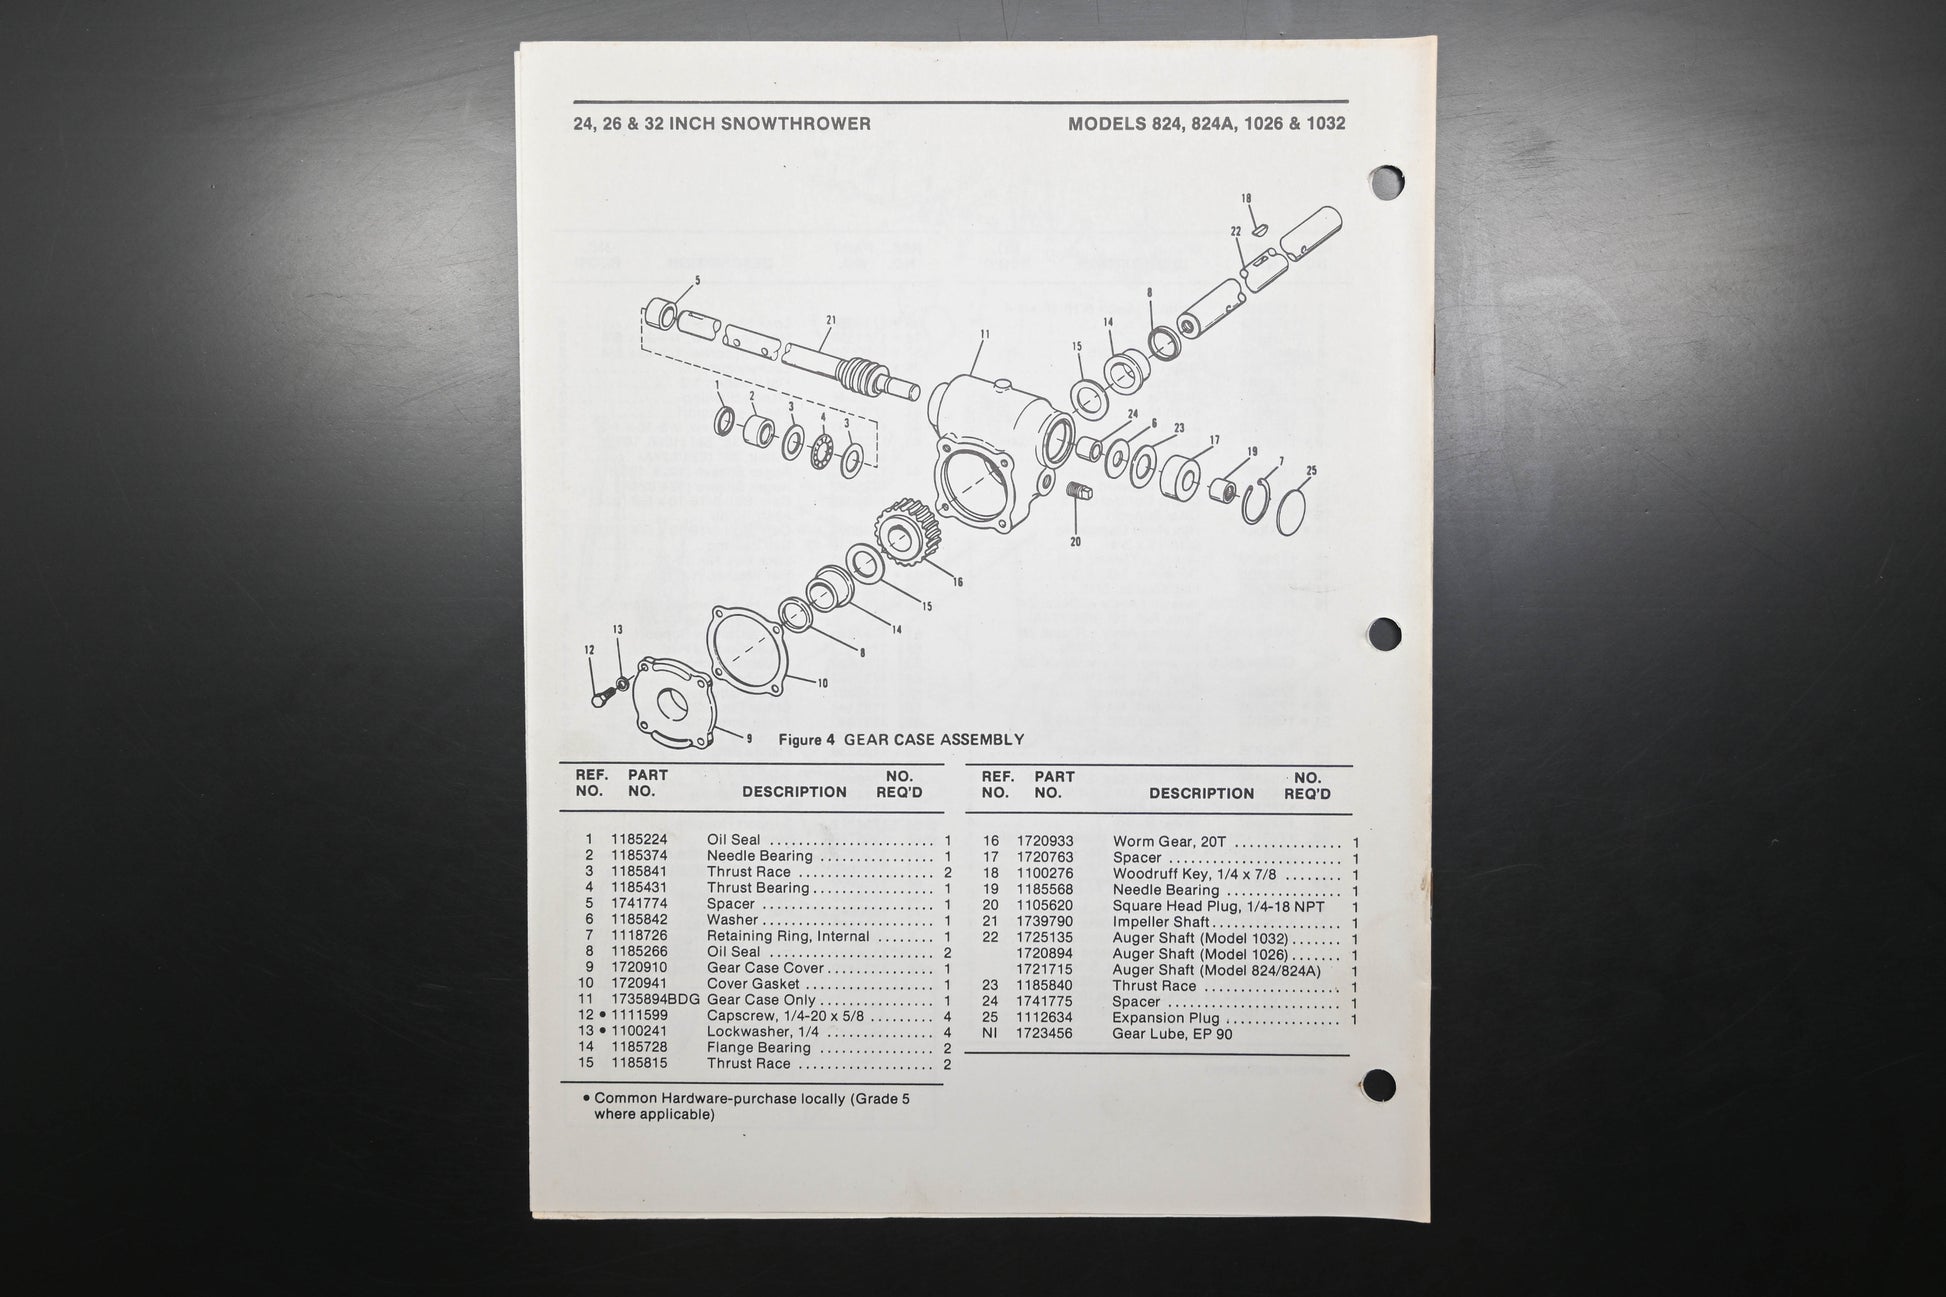 24, 26 & 32 INCH SNOWTHROWER MODELS 824, 824A, 1026 & 1032
18
22
5
8
21
14
11
15
1
2
3
4
3
24
6
23
17
19
7
25
20
16
15
14
8
13
12
10
9
Figure 4 GEAR CASE ASSEMBLY
REF. NO. PART NO. DESCRIPTION NO. REQ'D
1 1185224 Oil Seal ........................ 1
2 1185374 Needle Bearing ................ 1
3 1185841 Thrust Race ................... 2
4 1185431 Thrust Bearing ................. 1
5 1741774 Spacer ........................ 1
6 1185842 Washer ........................ 1
7 1118726 Retaining Ring, Internal ........ 1
8 1185266 Oil Seal ........................ 2
9 1720910 Gear Case Cover ............... 1
10 1720941 Cover Gasket .................. 1
11 1735894BDG Gear Case Only ................ 1
12 • 1111599 Capscrew, 1/4-20 x 5/8 ......... 4
13 • 1100241 Lockwasher, 1/4 ............... 4
14 1185728 Flange Bearing ................ 2
15 1185815 Thrust Race ................... 2
• Common Hardware-purchase locally (Grade 5
where applicable)
REF. NO. PART NO. DESCRIPTION NO. REQ'D
16 1720933 Worm Gear, 20T ............... 1
17 1720763 Spacer ........................ 1
18 1100276 Woodruff Key, 1/4 x 7/8 ........ 1
19 1185568 Needle Bearing ................ 1
20 1105620 Square Head Plug, 1/4-18 NPT 1
21 1739790 Impeller Shaft .................. 1
22 1725135 Auger Shaft (Model 1032) ....... 1
1720894 Auger Shaft (Model 1026) ....... 1
1721715 Auger Shaft (Model 824/824A) 1
23 1185840 Thrust Race ................... 1
24 1741775 Spacer ........................ 1
25 1112634 Expansion Plug ................ 1
NI 1723456 Gear Lube, EP 90